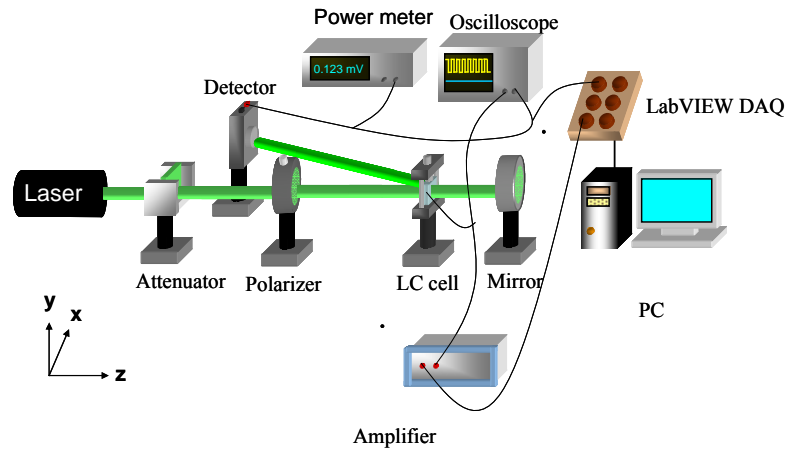 Power meter
Oscilloscope
0.123 mV
Detector
LabVIEW DAQ
Laser
Attenuator
Polarizer
LC cell
Mirror
PC
y
x
z
Amplifier